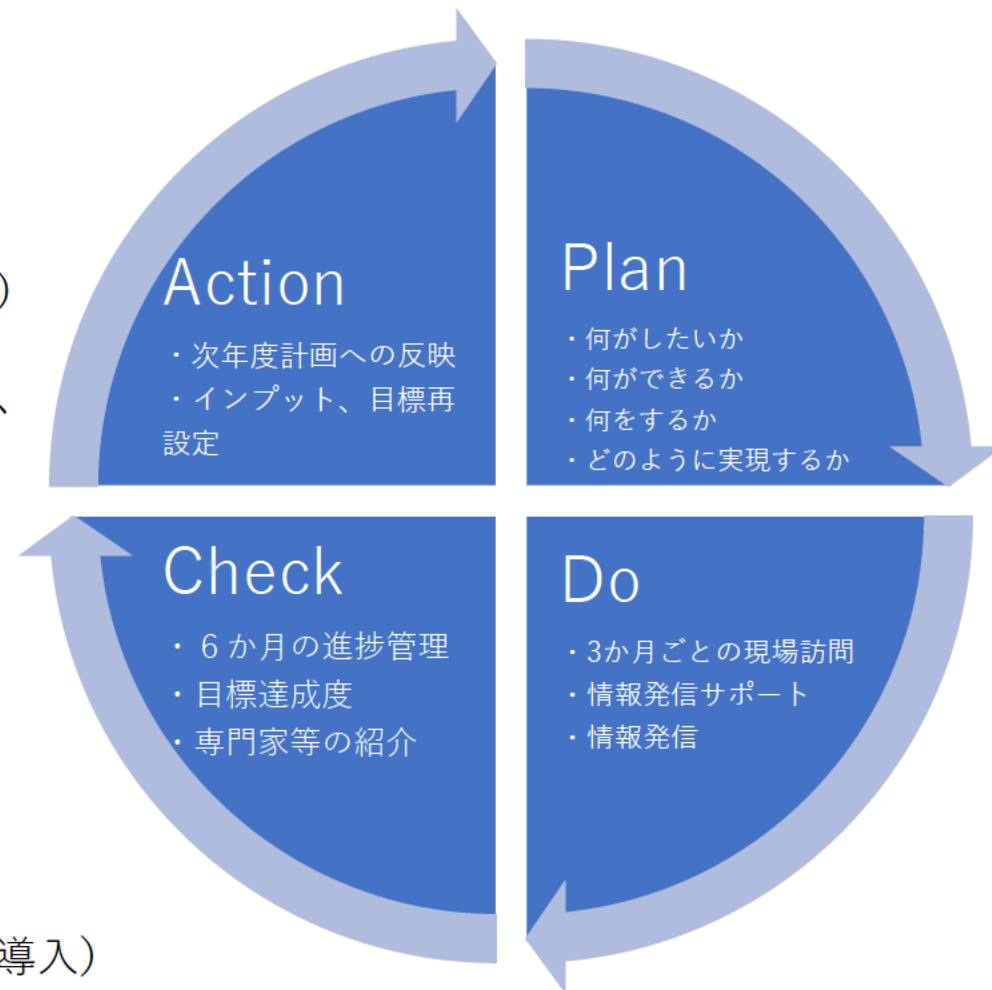 Action
・次年度計画への反映
・インプット、目標再
設定
Plan
・何がしたいか
・何ができるか
・何をするか
・どのように実現するか
Check
・６か月の進捗管理
・目標達成度
・専門家等の紹介
Do
・3か月ごとの現場訪問
・情報発信サポート
・情報発信
）
、
導入）